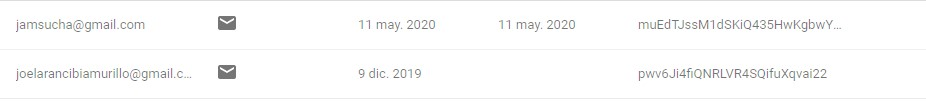 jamsucha@gmail.com 11 may. 2020 11 may. 2020 muEdTJssM1dSKiQ435HwKgbwY...
joelarancibiamurillo@gmail.c... 9 dic. 2019 pwv6Ji4fiQNRLVR4SQifuXqvai22